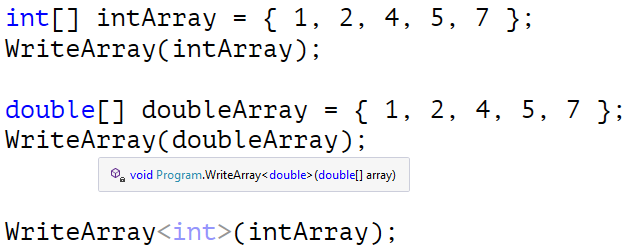 int[] intArray = { 1, 2, 4, 5, 7 };
WriteArray(intArray);
double[] doubleArray = { 1, 2, 4, 5, 7 };
WriteArray(doubleArray);
void Program.WriteArray<double>(double[] array)
WriteArray<int>(intArray);